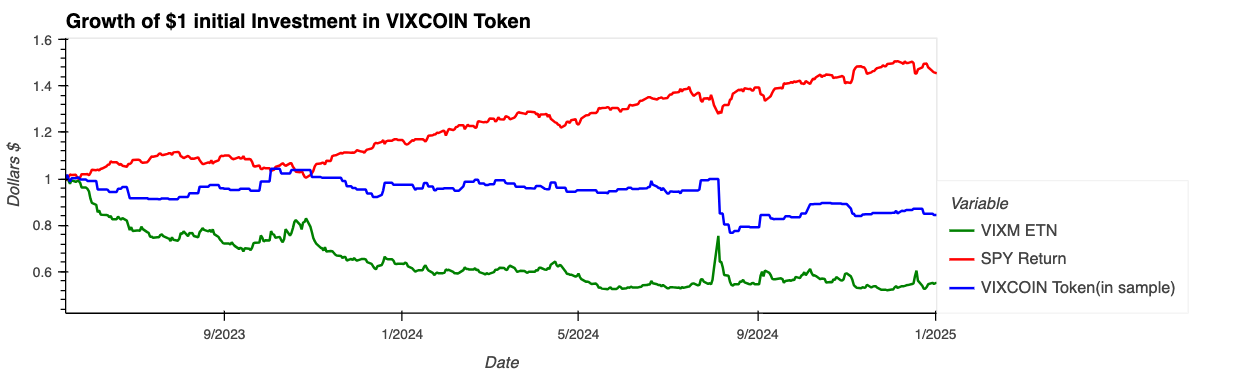 Growth of $1 initial Investment in VIXCOIN Token
1.6
1.4
1.2
1
0.8
0.6
Dollars $
9/2023
1/2024
5/2024
9/2024
1/2025
Date
Variable
VIXM ETN
SPY Return
VIXCOIN Token(in sample)